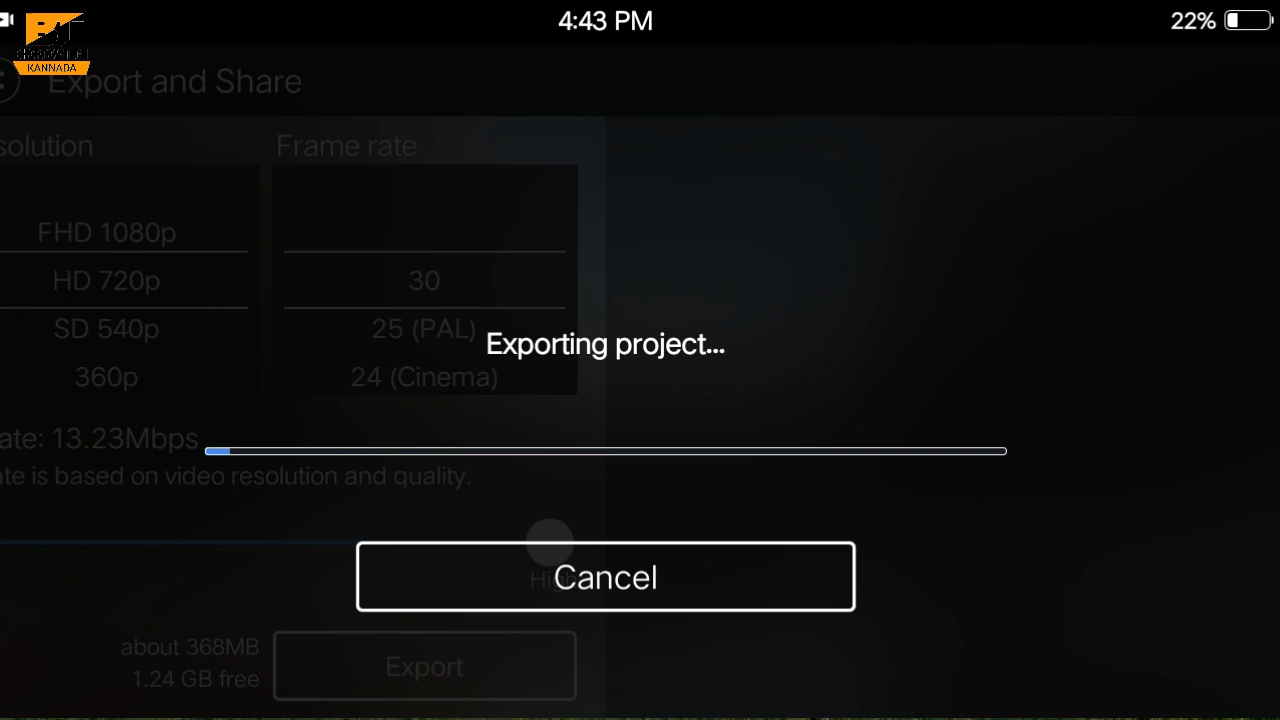 4:43 PM
22%
KANNADA
Export and Share
solution
Frame rate
FHD 1080p
HD 720p
SD 540p
360p
30
25 (PAL)
24 (Cinema)
Exporting project...
ate: 13.23Mbps
ate is based on video resolution and quality.
High
Cancel
about 368MB
1.24 GB free
Export